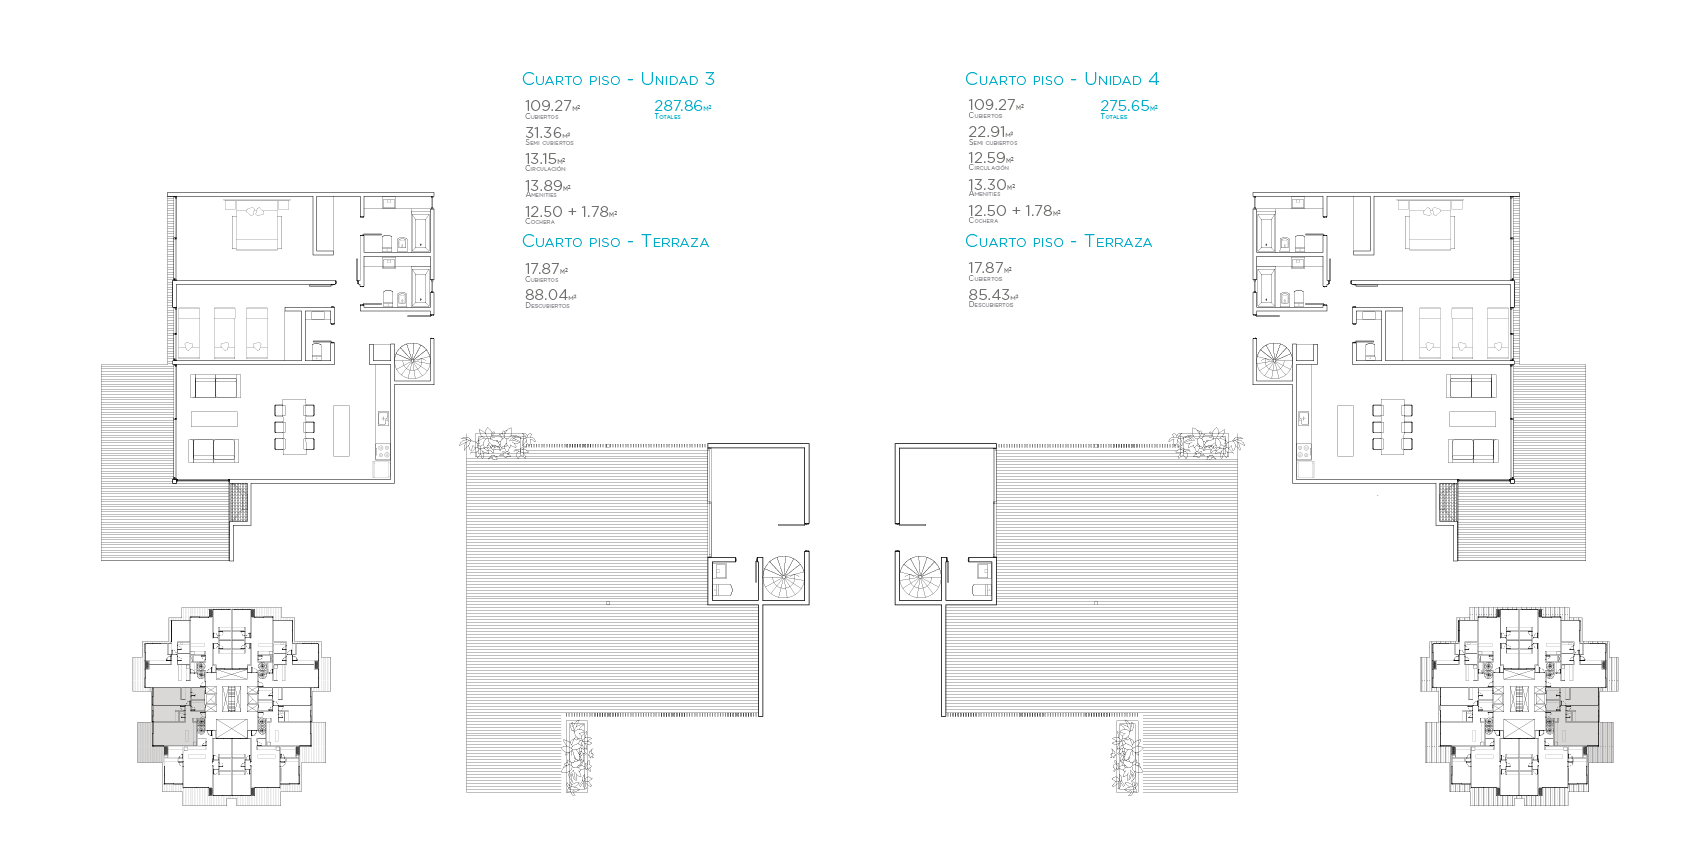 Cuarto piso - Unidad 3
109.27m² 287.86m²
Cubiertos Totales
31.36m²
Semi cubiertos
13.15m²
Circulación
13.89m²
Amenities
12.50 + 1.78m²
Cochera
Cuarto piso - Terraza
17.87m²
Cubiertos
88.04m²
Descubiertos
Cuarto piso - Unidad 4
109.27m² 275.65m²
Cubiertos Totales
22.91m²
Semi cubiertos
12.59m²
Circulación
13.30m²
Amenities
12.50 + 1.78m²
Cochera
Cuarto piso - Terraza
17.87m²
Cubiertos
85.43m²
Descubiertos